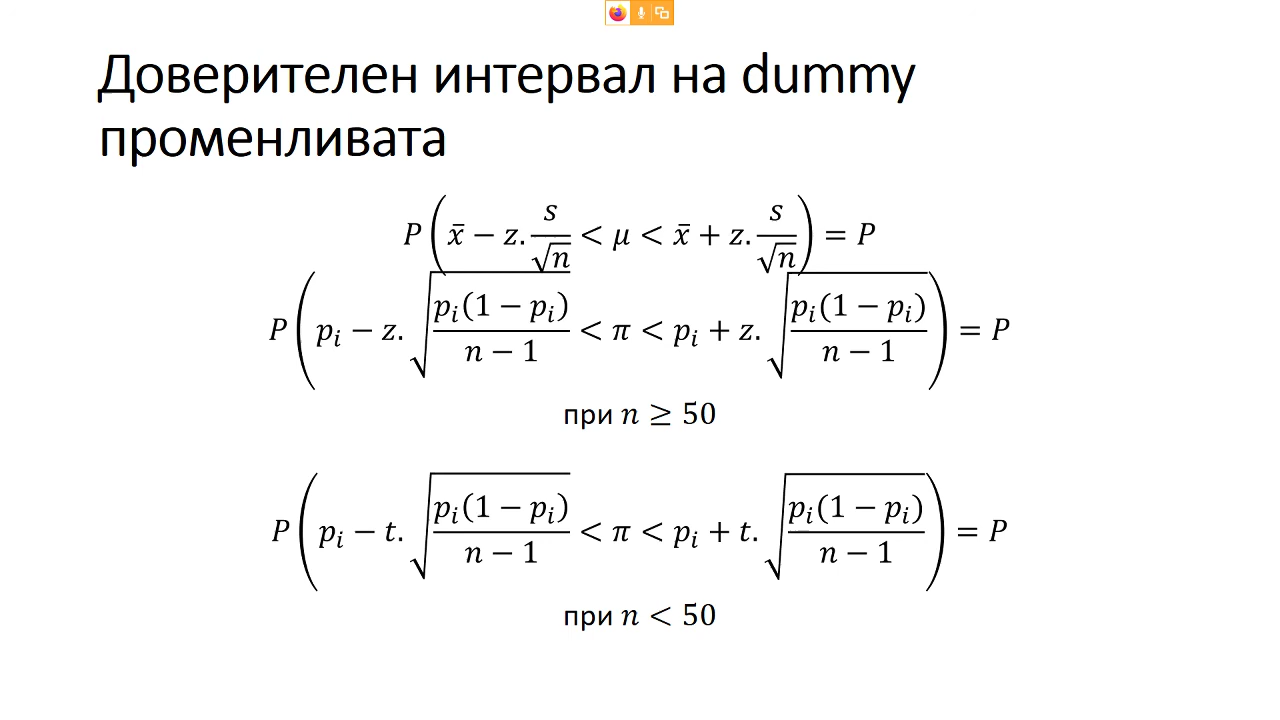 Доверителен интервал на dummy
променливата
P(x̄ − z.s/√n < μ < x̄ + z.s/√n) = P
P(pᵢ − z.√(pᵢ(1 − pᵢ)/(n − 1)) < π < pᵢ + z.√(pᵢ(1 − pᵢ)/(n − 1))) = P
при n ≥ 50
P(pᵢ − t.√(pᵢ(1 − pᵢ)/(n − 1)) < π < pᵢ + t.√(pᵢ(1 − pᵢ)/(n − 1))) = P
при n < 50